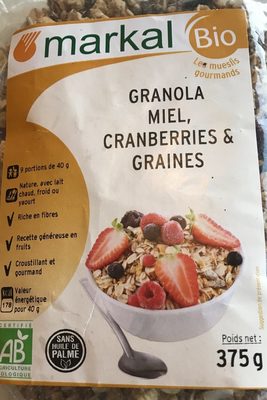 markal
Bio
Les mueslis
gourmands
GRANOLA
MIEL,
CRANBERRIES &
GRAINES
9 portions de 40 g
Nature, avec lait
chaud, froid ou
yaourt
Riche en fibres
Recette généreuse en
fruits
Croustillant et
gourmand
Valeur
énergétique
pour 40 g
178
CERTIFIÉ
AB
AGRICULTURE
BIOLOGIQUE
SANS
HUILE DE
PALME
Poids net :
375g